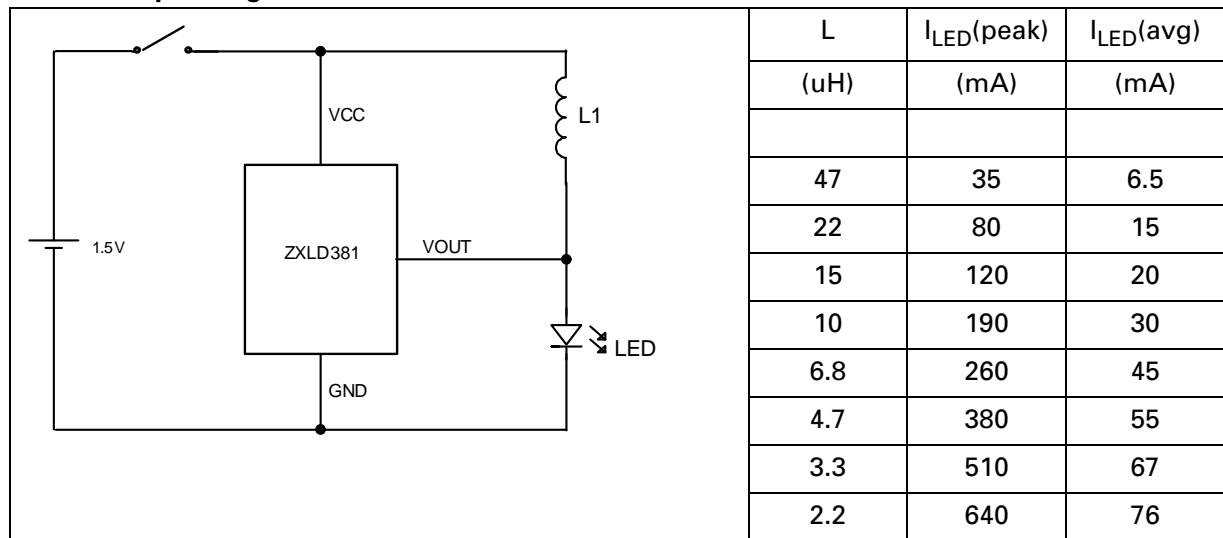 VCC
L1
1.5V
ZXLD381
VOUT
LED
GND
L I_LED(peak) I_LED(avg)
(uH) (mA) (mA)
47 35 6.5
22 80 15
15 120 20
10 190 30
6.8 260 45
4.7 380 55
3.3 510 67
2.2 640 76